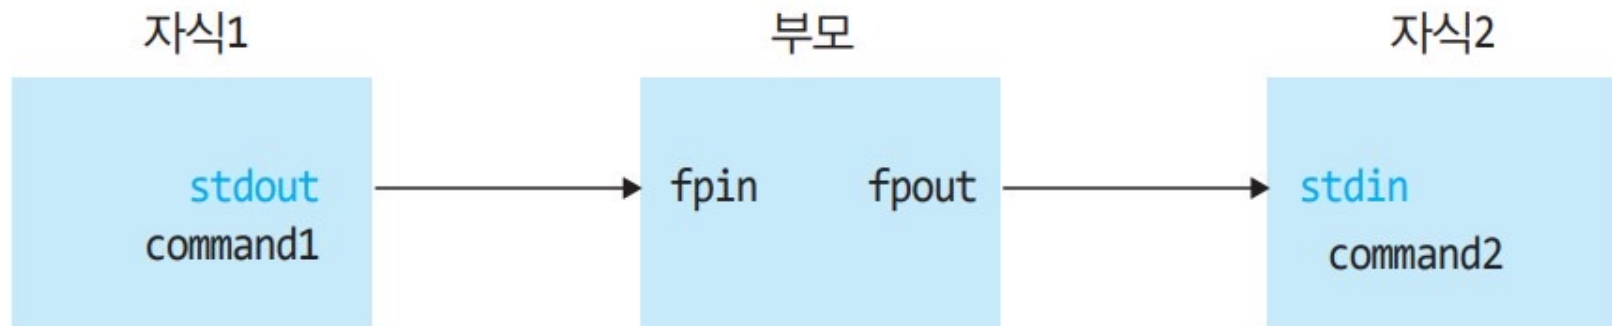 자식1 부모 자식2
stdout fpin fpout stdin
command1 command2